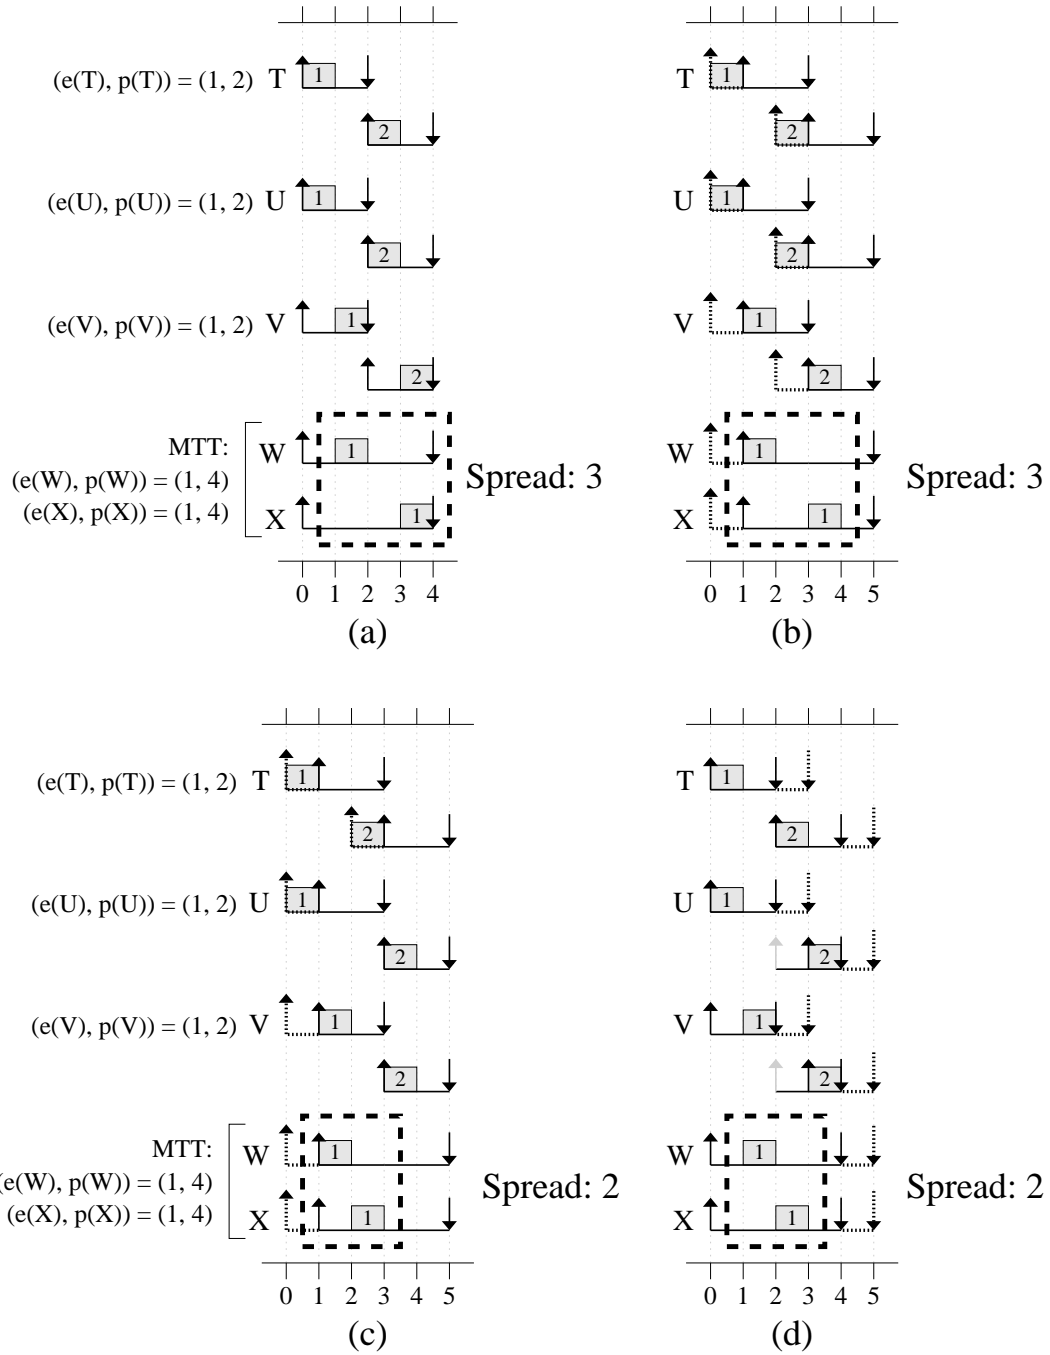 (e(T), p(T)) = (1, 2) T 1
2
(e(U), p(U)) = (1, 2) U 1
2
(e(V), p(V)) = (1, 2) V 1
2
MTT:
(e(W), p(W)) = (1, 4)
(e(X), p(X)) = (1, 4)
W 1
X 1
Spread: 3
0 1 2 3 4
(a)
T 1
2
U 1
2
V 1
2
W 1
X 1
Spread: 3
0 1 2 3 4 5
(b)
(e(T), p(T)) = (1, 2) T 1
2
(e(U), p(U)) = (1, 2) U 1
2
(e(V), p(V)) = (1, 2) V 1
2
MTT:
(e(W), p(W)) = (1, 4)
(e(X), p(X)) = (1, 4)
W 1
X 1
Spread: 2
0 1 2 3 4 5
(c)
T 1
2
U 1
2
V 1
2
W 1
X 1
Spread: 2
0 1 2 3 4 5
(d)